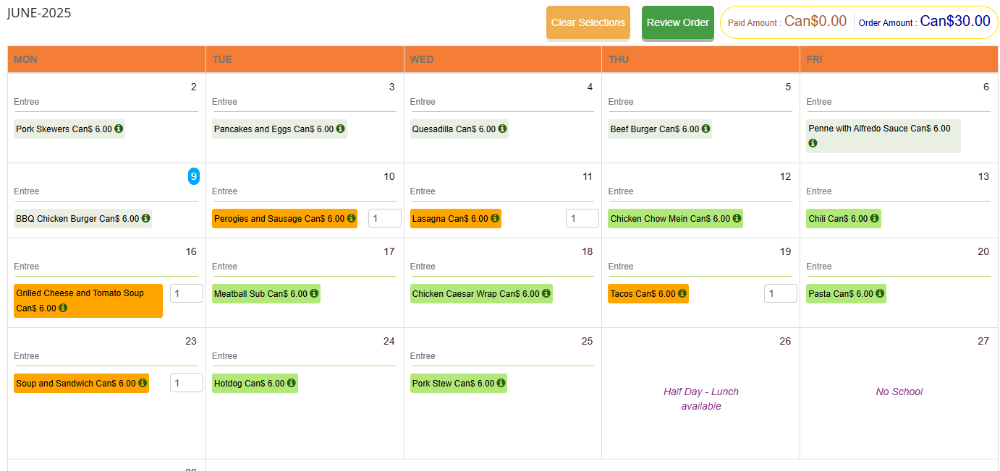 JUNE-2025
Clear Selections
Review Order
Paid Amount : Can$0.00
Order Amount : Can$30.00
MON TUE WED THU FRI
2 3 4 5 6
Entree Entree Entree Entree Entree
Pork Skewers Can$ 6.00
Pancakes and Eggs Can$ 6.00
Quesadilla Can$ 6.00
Beef Burger Can$ 6.00
Penne with Alfredo Sauce Can$ 6.00
9 10 11 12 13
Entree Entree Entree Entree Entree
BBQ Chicken Burger Can$ 6.00
Perogies and Sausage Can$ 6.00 1
Lasagna Can$ 6.00 1
Chicken Chow Mein Can$ 6.00
Chili Can$ 6.00
16 17 18 19 20
Entree Entree Entree Entree Entree
Grilled Cheese and Tomato Soup
Can$ 6.00 1
Meatball Sub Can$ 6.00
Chicken Caesar Wrap Can$ 6.00
Tacos Can$ 6.00 1
Pasta Can$ 6.00
23 24 25 26 27
Entree Entree Entree
Soup and Sandwich Can$ 6.00 1
Hotdog Can$ 6.00
Pork Stew Can$ 6.00
Half Day - Lunch
available
No School